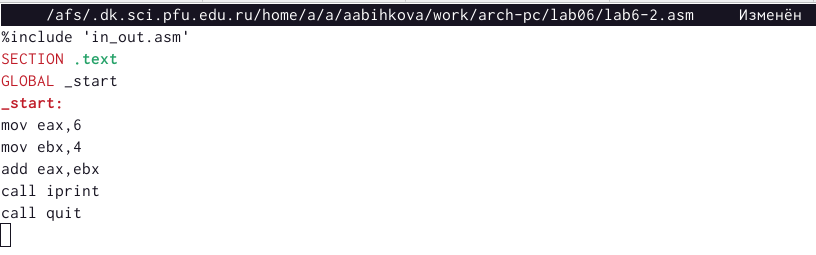 /afs/.dk.sci.pfu.edu.ru/home/a/a/aabihkova/work/arch-pc/lab06/lab6-2.asm Изменён
%include 'in_out.asm'
SECTION .text
GLOBAL _start
_start:
mov eax,6
mov ebx,4
add eax,ebx
call iprint
call quit